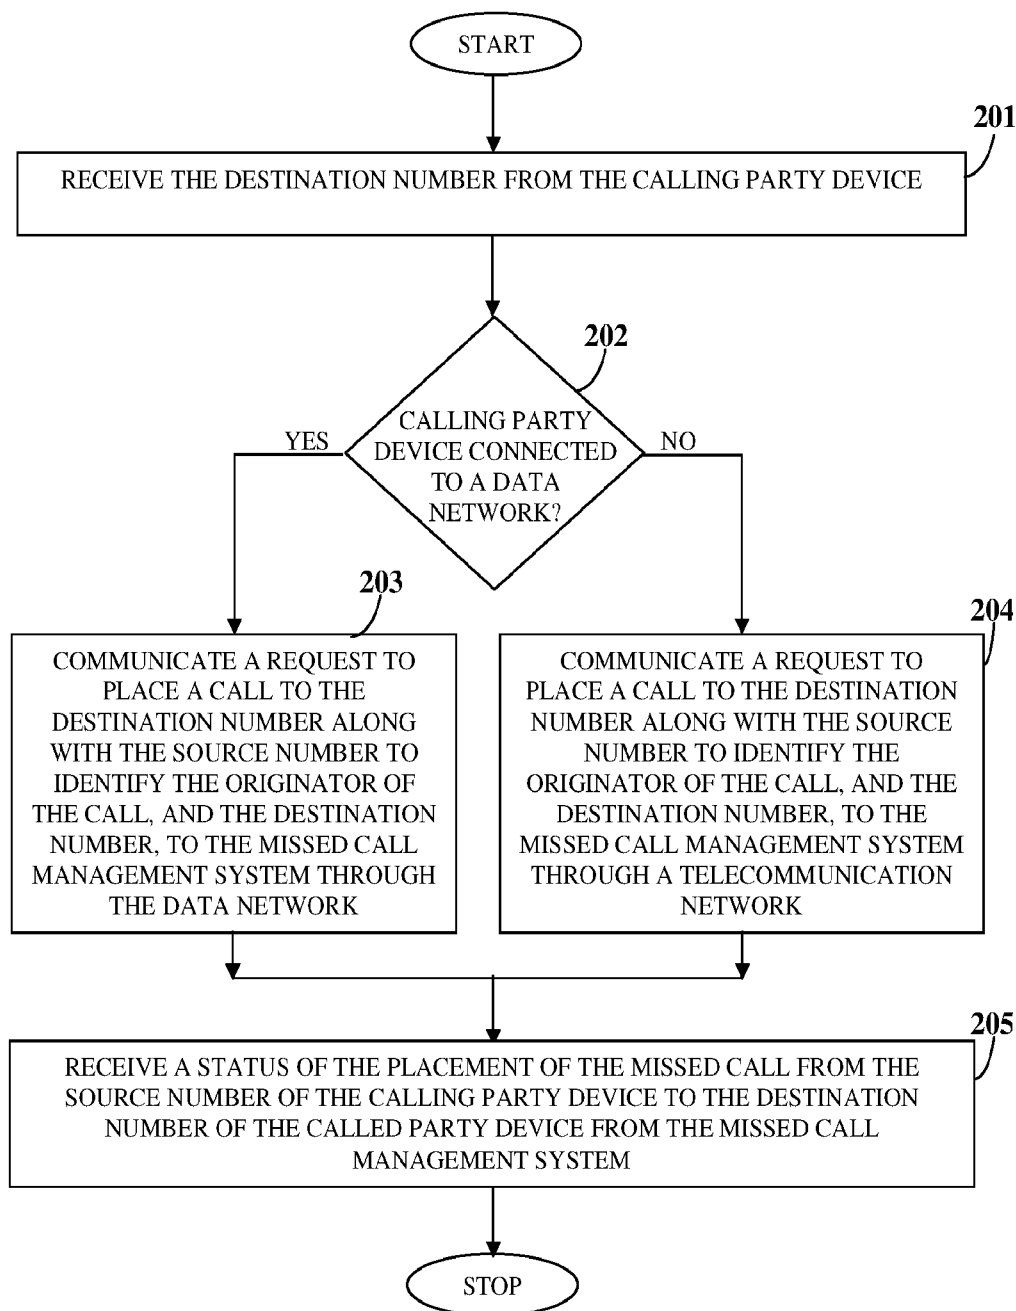 START
201
RECEIVE THE DESTINATION NUMBER FROM THE CALLING PARTY DEVICE
202
CALLING PARTY
DEVICE CONNECTED
TO A DATA
NETWORK?
YES
NO
203
COMMUNICATE A REQUEST TO
PLACE A CALL TO THE
DESTINATION NUMBER ALONG
WITH THE SOURCE NUMBER TO
IDENTIFY THE ORIGINATOR OF
THE CALL, AND THE DESTINATION
NUMBER, TO THE MISSED CALL
MANAGEMENT SYSTEM THROUGH
THE DATA NETWORK
204
COMMUNICATE A REQUEST TO
PLACE A CALL TO THE DESTINATION
NUMBER ALONG WITH THE SOURCE
NUMBER TO IDENTIFY THE
ORIGINATOR OF THE CALL, AND THE
DESTINATION NUMBER, TO THE
MISSED CALL MANAGEMENT SYSTEM
THROUGH A TELECOMMUNICATION
NETWORK
205
RECEIVE A STATUS OF THE PLACEMENT OF THE MISSED CALL FROM THE
SOURCE NUMBER OF THE CALLING PARTY DEVICE TO THE DESTINATION
NUMBER OF THE CALLED PARTY DEVICE FROM THE MISSED CALL
MANAGEMENT SYSTEM
STOP